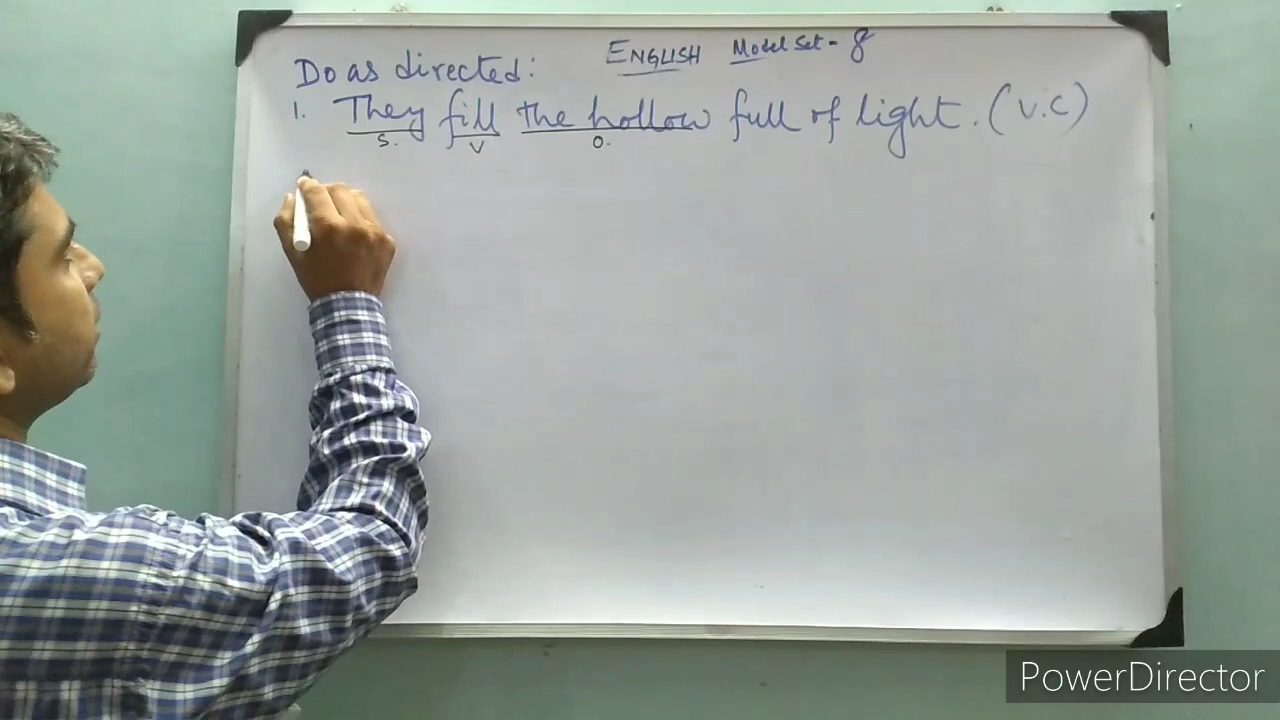 ENGLISH Model Set - 8
Do as directed:
1. They fill the hollow full of light. (V.C)
S. V O.
PowerDirector